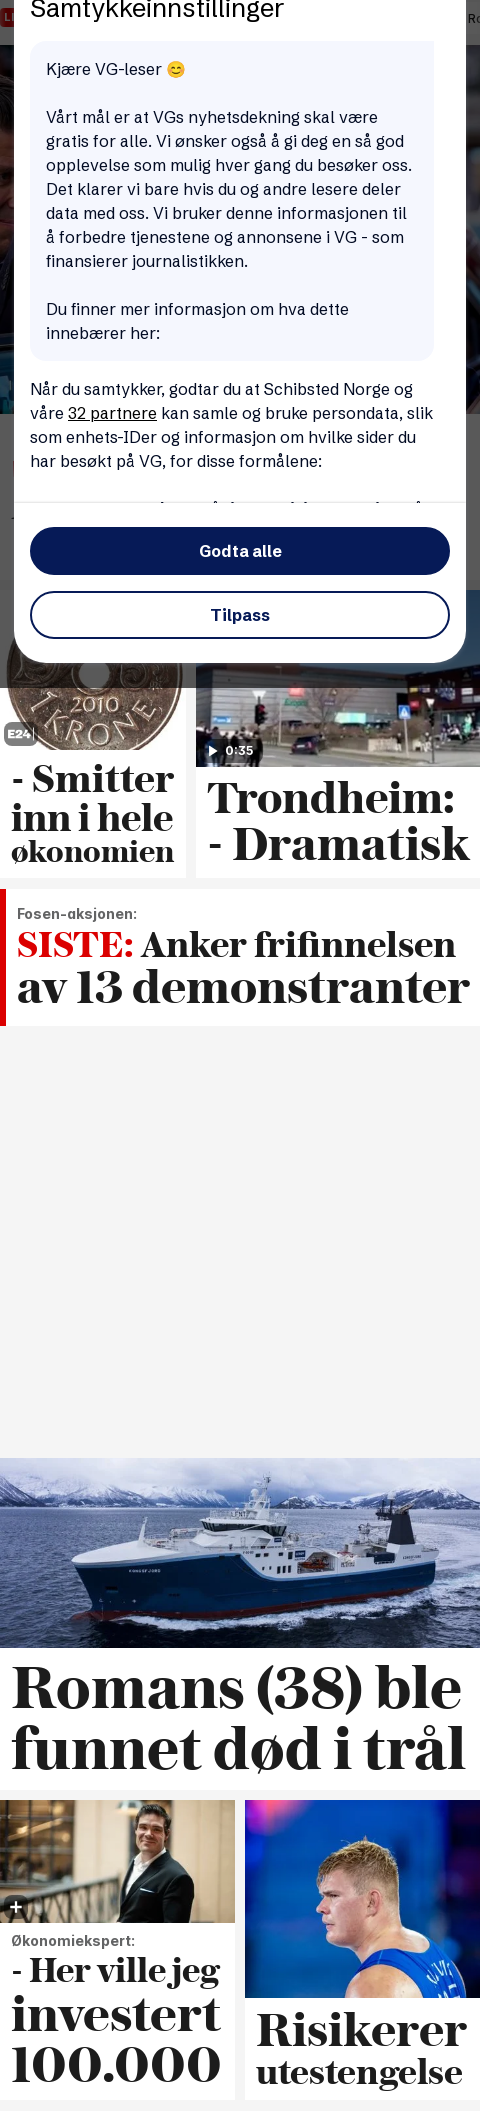 Samtykkeinnstillinger
Kjære VG-leser 😊
Vårt mål er at VGs nyhetsdekning skal være
gratis for alle. Vi ønsker også å gi deg en så god
opplevelse som mulig hver gang du besøker oss.
Det klarer vi bare hvis du og andre lesere deler
data med oss. Vi bruker denne informasjonen til
å forbedre tjenestene og annonsene i VG - som
finansierer journalistikken.
Du finner mer informasjon om hva dette
innebærer her:
Når du samtykker, godtar du at Schibsted Norge og
våre 32 partnere kan samle og bruke persondata, slik
som enhets-IDer og informasjon om hvilke sider du
har besøkt på VG, for disse formålene:
Godta alle
Tilpass
2010
1 KRONE
E24
0:35
- Smitter
inn i hele
økonomien
Trondheim:
- Dramatisk
Fosen-aksjonen:
SISTE: Anker frifinnelsen
av 13 demonstranter
Romans (38) ble
funnet død i trål
Økonomiekspert:
- Her ville jeg
investert
100.000
Risikerer
utestengelse